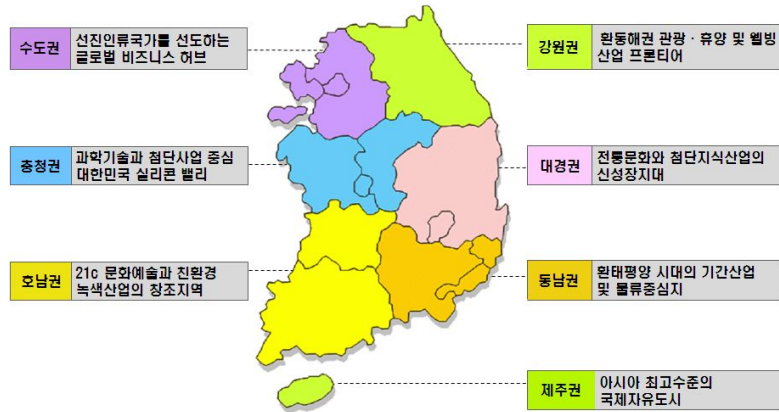 수도권
선진인류국가를 선도하는
글로벌 비즈니스 허브
강원권
환동해권 관광 · 휴양 및 웰빙
산업 프론티어
충청권
과학기술과 첨단사업 중심
대한민국 실리콘 밸리
대경권
전통문화와 첨단지식산업의
신성장지대
호남권
21c 문화예술과 친환경
녹색산업의 창조지역
동남권
환태평양 시대의 기간산업
및 물류중심지
제주권
아시아 최고수준의
국제자유도시